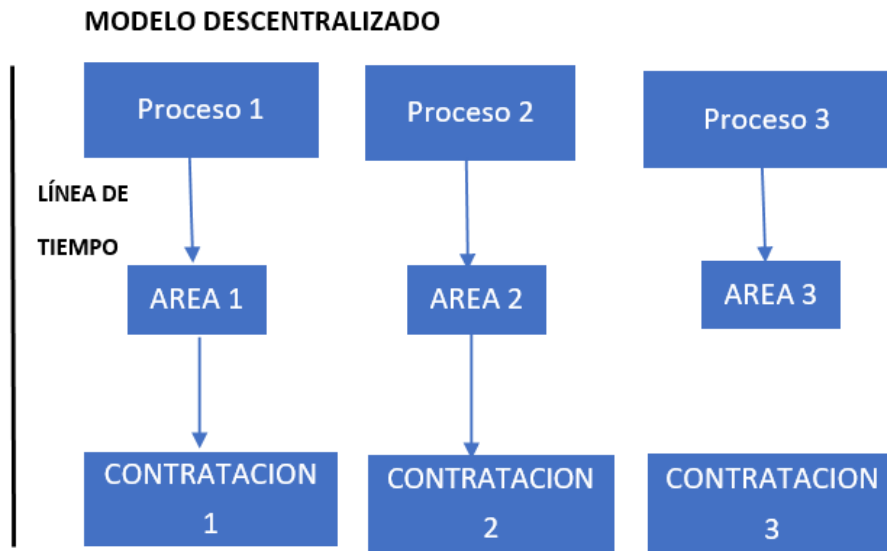 MODELO DESCENTRALIZADO
Proceso 1
Proceso 2
Proceso 3
LÍNEA DE
TIEMPO
AREA 1
AREA 2
AREA 3
CONTRATACION
1
CONTRATACION
2
CONTRATACION
3